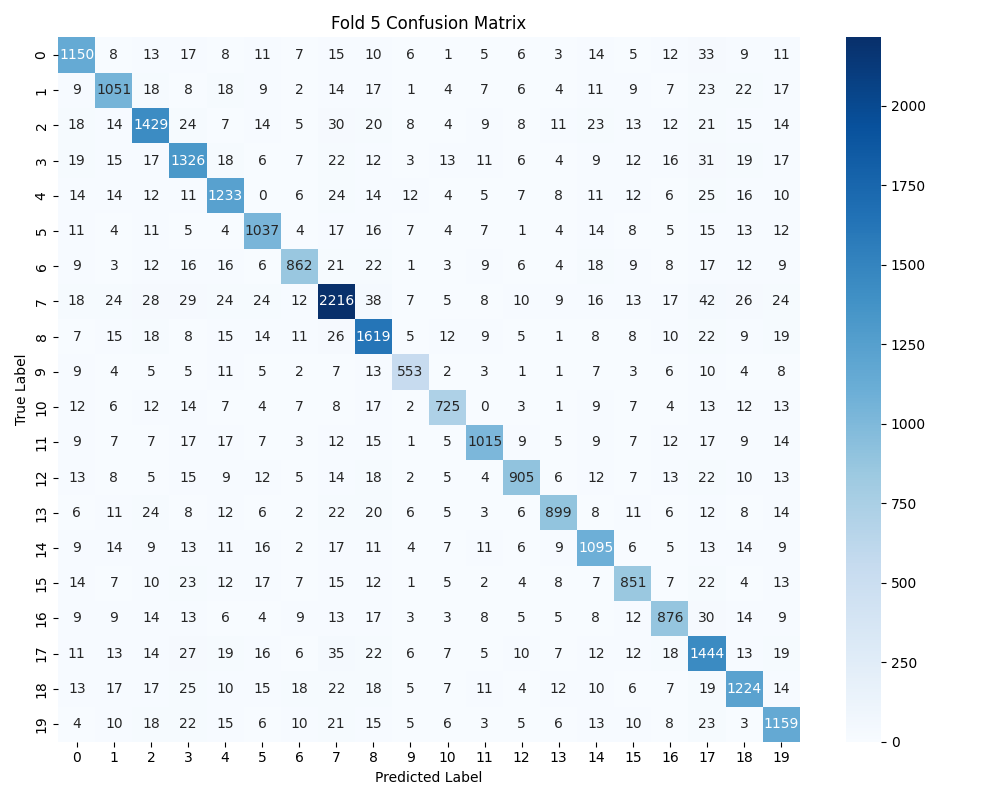 Fold 5 Confusion Matrix
0 1150 8 13 17 8 11 7 15 10 6 1 5 6 3 14 5 12 33 9 11
1 9 1051 18 8 18 9 2 14 17 1 4 7 6 4 11 9 7 23 22 17
2 18 14 1429 24 7 14 5 30 20 8 4 9 8 11 23 13 12 21 15 14
3 19 15 17 1326 18 6 7 22 12 3 13 11 6 4 9 12 16 31 19 17
4 14 14 12 11 1233 0 6 24 14 12 4 5 7 8 11 12 6 25 16 10
5 11 4 11 5 4 1037 4 17 16 7 4 7 1 4 14 8 5 15 13 12
6 9 3 12 16 16 6 862 21 22 1 3 9 6 4 18 9 8 17 12 9
7 18 24 28 29 24 24 12 2216 38 7 5 8 10 9 16 13 17 42 26 24
8 7 15 18 8 15 14 11 26 1619 5 12 9 5 1 8 8 10 22 9 19
9 9 4 5 5 11 5 2 7 13 553 2 3 1 1 7 3 6 10 4 8
10 12 6 12 14 7 4 7 8 17 2 725 0 3 1 9 7 4 13 12 13
11 9 7 7 17 17 7 3 12 15 1 5 1015 9 5 9 7 12 17 9 14
12 13 8 5 15 9 12 5 14 18 2 5 4 905 6 12 7 13 22 10 13
13 6 11 24 8 12 6 2 22 20 6 5 3 6 899 8 11 6 12 8 14
14 9 14 9 13 11 16 2 17 11 4 7 11 6 9 1095 6 5 13 14 9
15 14 7 10 23 12 17 7 15 12 1 5 2 4 8 7 851 7 22 4 13
16 9 9 14 13 6 4 9 13 17 3 3 8 5 5 8 12 876 30 14 9
17 11 13 14 27 19 16 6 35 22 6 7 5 10 7 12 12 18 1444 13 19
18 13 17 17 25 10 15 18 22 18 5 7 11 4 12 10 6 7 19 1224 14
19 4 10 18 22 15 6 10 21 15 5 6 3 5 6 13 10 8 23 3 1159
0 1 2 3 4 5 6 7 8 9 10 11 12 13 14 15 16 17 18 19
Predicted Label
True Label
2000
1750
1500
1250
1000
750
500
250
0